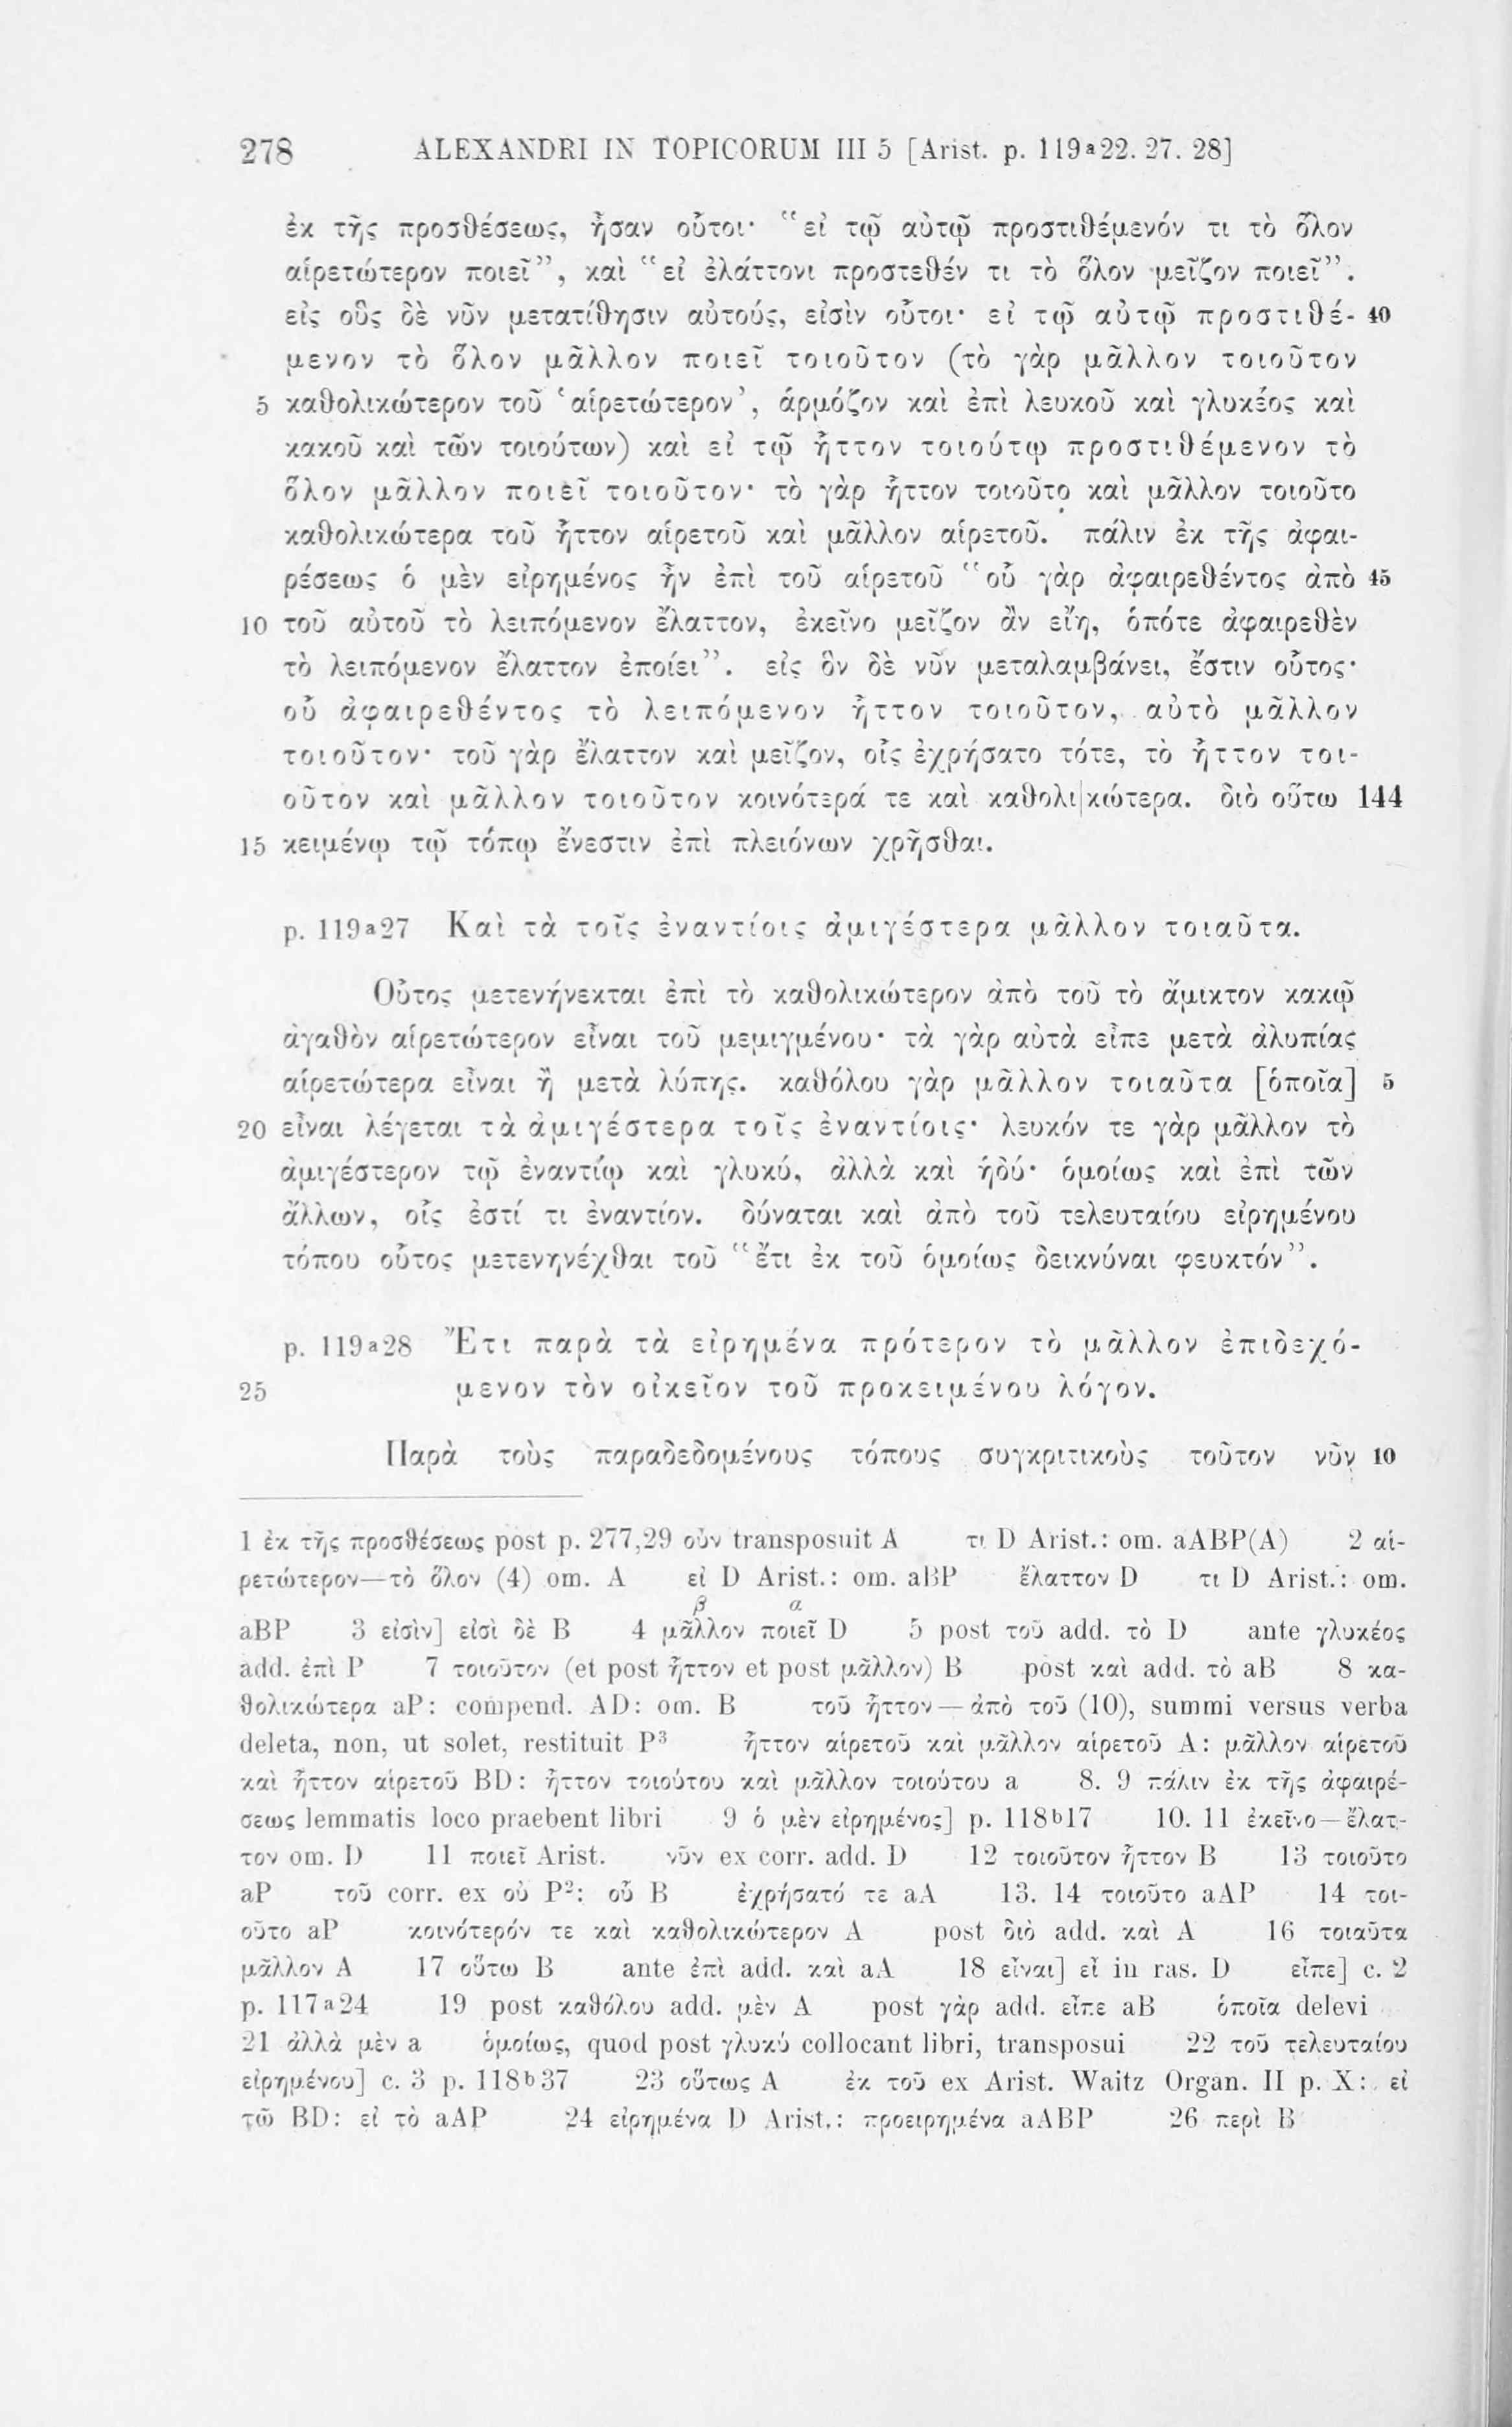 278 ALEXANDRI IN TOPICORUM III 5 [Arist. p. 119a22. 27. 28]
ἐκ τῆς προσθέσεως, ἦσαν οὗτοι· “εἰ τῷ αὐτῷ προστιθέμενόν τι τὸ ὅλον
αἱρετώτερον ποιεῖ”, καὶ “εἰ ἐλάττονι προστεθέν τι τὸ ὅλον μεῖζον ποιεῖ”.
εἰς οὓς δὲ νῦν μετατίθησιν αὐτούς, εἰσὶν οὗτοι· εἰ τῷ αὐτῷ προστιθέ- 40
μενον τὸ ὅλον μᾶλλον ποιεῖ τοιοῦτον (τὸ γὰρ μᾶλλον τοιοῦτον
5 καθολικώτερον τοῦ ‘αἱρετώτερον’, ἁρμόζον καὶ ἐπὶ λευκοῦ καὶ γλυκέος καὶ
κακοῦ καὶ τῶν τοιούτων) καὶ εἰ τῷ ἧττον τοιούτῳ προστιθέμενον τὸ
ὅλον μᾶλλον ποιεῖ τοιοῦτον· τὸ γὰρ ἧττον τοιοῦτο καὶ μᾶλλον τοιοῦτο
καθολικώτερα τοῦ ἧττον αἱρετοῦ καὶ μᾶλλον αἱρετοῦ. πάλιν ἐκ τῆς ἀφαι-
ρέσεως ὁ μὲν εἰρημένος ἦν ἐπὶ τοῦ αἱρετοῦ “οὗ γὰρ ἀφαιρεθέντος ἀπὸ 45
10 τοῦ αὐτοῦ τὸ λειπόμενον ἔλαττον, ἐκεῖνο μεῖζον ἂν εἴη, ὁπότε ἀφαιρεθὲν
τὸ λειπόμενον ἔλαττον ἐποίει”. εἰς ὃν δὲ νῦν μεταλαμβάνει, ἔστιν οὗτος·
οὗ ἀφαιρεθέντος τὸ λειπόμενον ἧττον τοιοῦτον, αὐτὸ μᾶλλον
τοιοῦτον· τοῦ γὰρ ἔλαττον καὶ μεῖζον, οἷς ἐχρήσατο τότε, τὸ ἧττον τοι-
οῦτον καὶ μᾶλλον τοιοῦτον κοινότερά τε καὶ καθολι|κώτερα. διὸ οὕτω 144
15 κειμένῳ τῷ τόπῳ ἔνεστιν ἐπὶ πλειόνων χρῆσθαι.
p. 119a27 Καὶ τὰ τοῖς ἐναντίοις ἀμιγέστερα μᾶλλον τοιαῦτα.
Οὗτος μετενήνεκται ἐπὶ τὸ καθολικώτερον ἀπὸ τοῦ τὸ ἄμικτον κακῷ
ἀγαθὸν αἱρετώτερον εἶναι τοῦ μεμιγμένου· τὰ γὰρ αὐτὰ εἶπε μετὰ ἀλυπίας
αἱρετώτερα εἶναι ἢ μετὰ λύπης. καθόλου γὰρ μᾶλλον τοιαῦτα [ὁποῖα] 5
20 εἶναι λέγεται τὰ ἀμιγέστερα τοῖς ἐναντίοις· λευκόν τε γὰρ μᾶλλον τὸ
ἀμιγέστερον τῷ ἐναντίῳ καὶ γλυκύ, ἀλλὰ καὶ ἡδύ· ὁμοίως καὶ ἐπὶ τῶν
ἄλλων, οἷς ἐστί τι ἐναντίον. δύναται καὶ ἀπὸ τοῦ τελευταίου εἰρημένου
τόπου οὗτος μετενηνέχθαι τοῦ “ἔτι ἐκ τοῦ ὁμοίως δεικνύναι φευκτόν”.
p. 119a28 Ἔτι παρὰ τὰ εἰρημένα πρότερον τὸ μᾶλλον ἐπιδεχό-
25 μενον τὸν οἰκεῖον τοῦ προκειμένου λόγον.
Παρὰ τοὺς παραδεδομένους τόπους συγκριτικοὺς τοῦτον νῦν 10
1 ἐκ τῆς προσθέσεως post p. 277,29 οὖν transposuit A τι D Arist.: om. aABP(A) 2 αἱ-
ρετώτερον—τὸ ὅλον (4) om. A εἰ D Arist.: om. aBP ἔλαττον D τι D Arist.: om.
β α
aBP 3 εἰσὶν] εἰσὶ δὲ B 4 μᾶλλον ποιεῖ D 5 post τοῦ add. τὸ D ante γλυκέος
add. ἐπὶ P 7 τοιοῦτον (et post ἧττον et post μᾶλλον) B post καὶ add. τὸ aB 8 κα-
θολικώτερα aP: compend. AD: om. B τοῦ ἧττον—ἀπὸ τοῦ (10), summi versus verba
deleta, non, ut solet, restituit P3 ἧττον αἱρετοῦ καὶ μᾶλλον αἱρετοῦ A: μᾶλλον αἱρετοῦ
καὶ ἧττον αἱρετοῦ BD: ἧττον τοιούτου καὶ μᾶλλον τοιούτου a 8. 9 πάλιν ἐκ τῆς ἀφαιρέ-
σεως lemmatis loco praebent libri 9 ὁ μὲν εἰρημένος] p. 118b17 10. 11 ἐκεῖνο—ἔλατ-
τον om. D 11 ποιεῖ Arist. νῦν ex corr. add. D 12 τοιοῦτον ἧττον B 13 τοιοῦτο
aP τοῦ corr. ex οὐ P2: οὗ B ἐχρήσατό τε aA 13. 14 τοιοῦτο aAP 14 τοι-
οῦτο aP κοινότερόν τε καὶ καθολικώτερον A post διὸ add. καὶ A 16 τοιαῦτα
μᾶλλον A 17 οὕτω B ante ἐπὶ add. καὶ aA 18 εἶναι] εἶ in ras. D εἶπε] c. 2
p. 117a24 19 post καθόλου add. μὲν A post γὰρ add. εἶπε aB ὁποῖα delevi
21 ἀλλὰ μὲν a ὁμοίως, quod post γλυκύ collocant libri, transposui 22 τοῦ τελευταίου
εἰρημένου] c. 3 p. 118b37 23 οὕτως A ἐκ τοῦ ex Arist. Waitz Organ. II p. X: εἰ
τῶ BD: εἰ τὸ aAP 24 εἰρημένα D Arist.: προειρημένα aABP 26 περὶ B